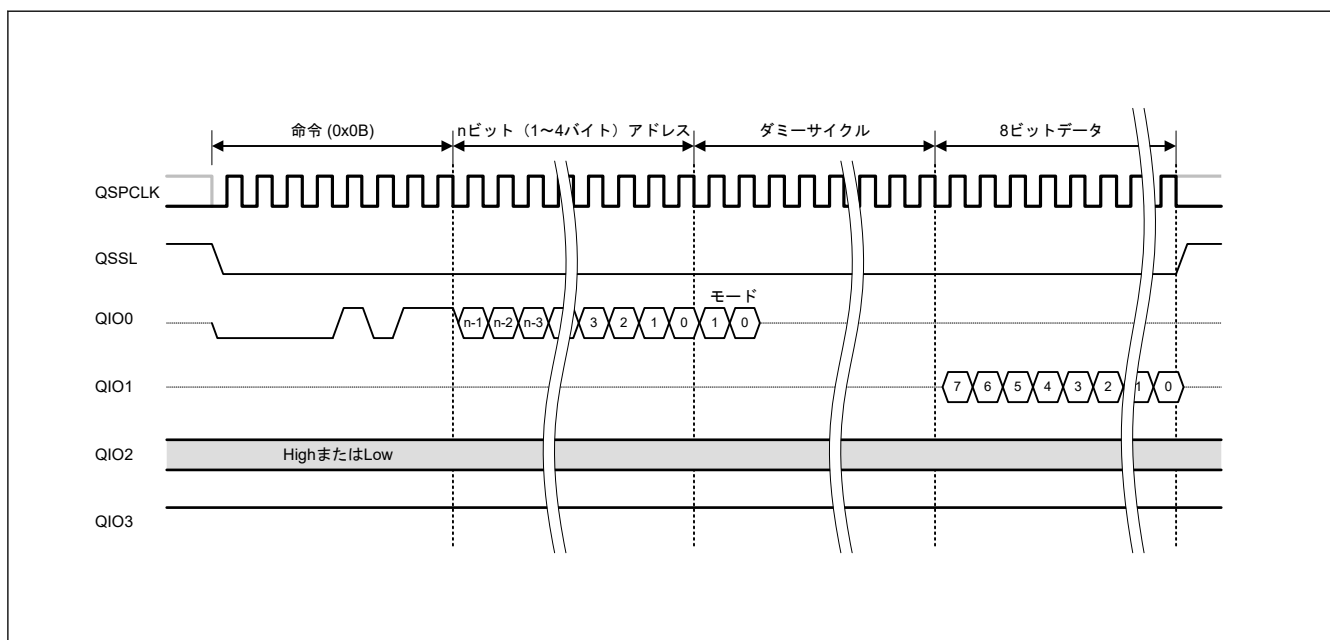 命令 (0x0B) nビット（1～4バイト）アドレス ダミーサイクル 8ビットデータ
QSPCLK
QSSL
モード
QIO0 n-1 n-2 n-3 3 2 1 0 1 0
QIO1 7 6 5 4 3 2 1 0
QIO2 HighまたはLow
QIO3